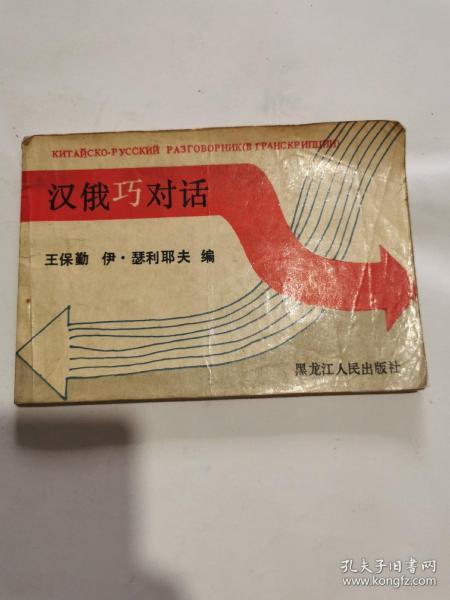 КИТАЙСКО-РУССКИЙ РАЗГОВОРНИК(В ТРАНСКРИПЦИИ)
汉俄巧对话
王保勤 伊·瑟利耶夫 编
黑龙江人民出版社
孔夫子旧书网
www.kongfz.com